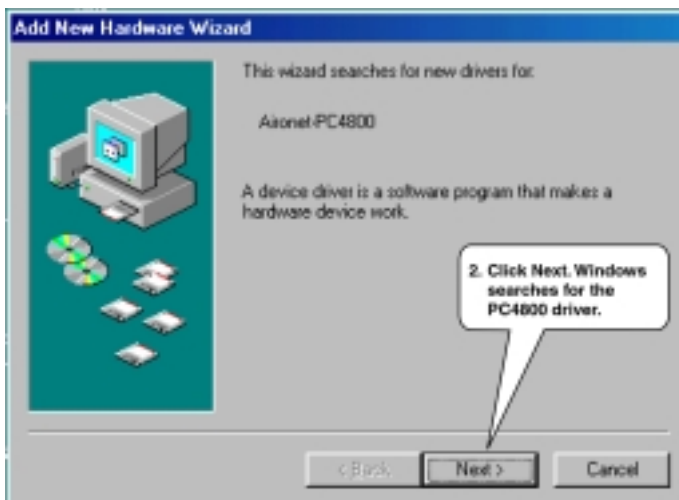 Add New Hardware Wizard
This wizard searches for new drivers for:
Aironet-PC4800
A device driver is a software program that makes a
hardware device work.
2. Click Next. Windows
searches for the
PC4800 driver.
< Back
Next >
Cancel